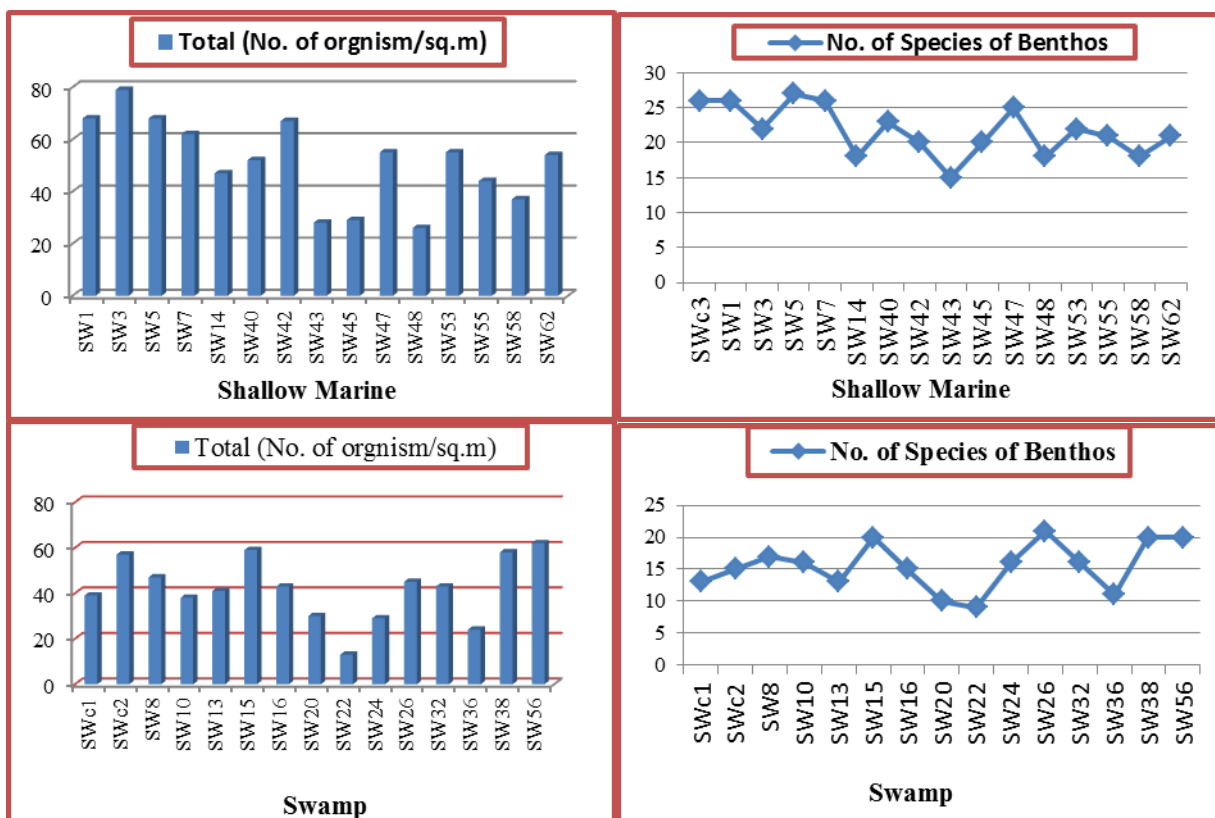 Total (No. of orgnism/sq.m)
80
60
40
20
0
SW1
SW3
SW5
SW7
SW14
SW40
SW42
SW43
SW45
SW47
SW48
SW53
SW55
SW58
SW62
Shallow Marine
No. of Species of Benthos
30
25
20
15
10
5
0
SWc3
SW1
SW3
SW5
SW7
SW14
SW40
SW42
SW43
SW45
SW47
SW48
SW53
SW55
SW58
SW62
Shallow Marine
Total (No. of orgnism/sq.m)
80
60
40
20
0
SWc1
SWc2
SW8
SW10
SW13
SW15
SW16
SW20
SW22
SW24
SW26
SW32
SW36
SW38
SW56
Swamp
No. of Species of Benthos
25
20
15
10
5
0
SWc1
SWc2
SW8
SW10
SW13
SW15
SW16
SW20
SW22
SW24
SW26
SW32
SW36
SW38
SW56
Swamp